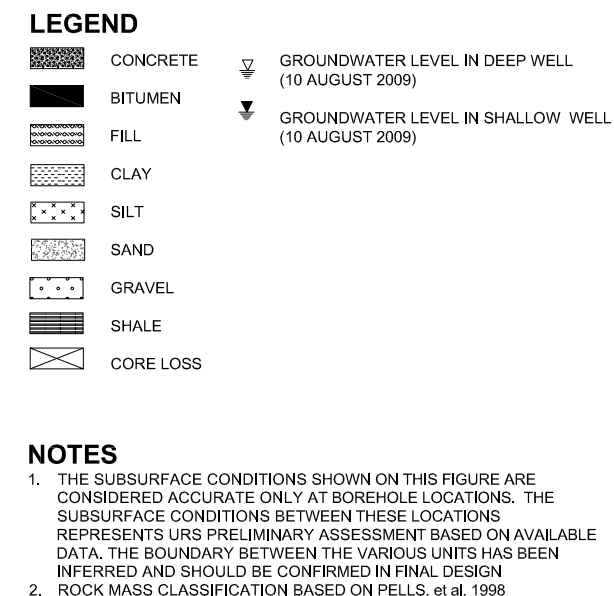 LEGEND
CONCRETE
BITUMEN
FILL
CLAY
SILT
SAND
GRAVEL
SHALE
CORE LOSS
GROUNDWATER LEVEL IN DEEP WELL
(10 AUGUST 2009)
GROUNDWATER LEVEL IN SHALLOW WELL
(10 AUGUST 2009)
NOTES
1. THE SUBSURFACE CONDITIONS SHOWN ON THIS FIGURE ARE
CONSIDERED ACCURATE ONLY AT BOREHOLE LOCATIONS. THE
SUBSURFACE CONDITIONS BETWEEN THESE LOCATIONS
REPRESENTS URS PRELIMINARY ASSESSMENT BASED ON AVAILABLE
DATA. THE BOUNDARY BETWEEN THE VARIOUS UNITS HAS BEEN
INFERRED AND SHOULD BE CONFIRMED IN FINAL DESIGN
2. ROCK MASS CLASSIFICATION BASED ON PELLS, et al. 1998